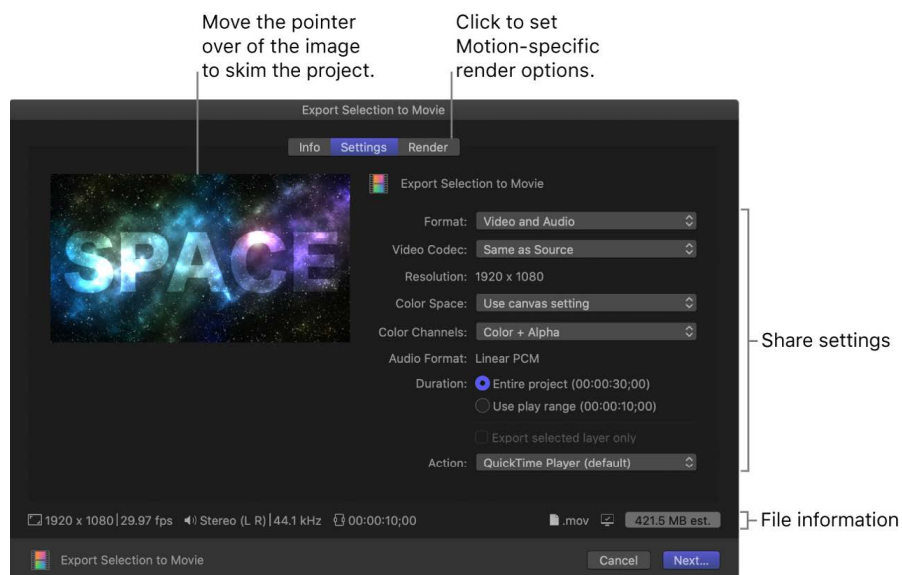 Move the pointer
over of the image
to skim the project.
Click to set
Motion-specific
render options.
Export Selection to Movie
Info Settings Render
SPACE
Export Selection to Movie
Format: Video and Audio
Video Codec: Same as Source
Resolution: 1920 x 1080
Color Space: Use canvas setting
Color Channels: Color + Alpha
Audio Format: Linear PCM
Duration: Entire project (00:00:30;00)
Use play range (00:00:10;00)
Export selected layer only
Action: QuickTime Player (default)
Share settings
1920 x 1080 | 29.97 fps Stereo (L R) | 44.1 kHz 00:00:10;00 .mov 421.5 MB est.
File information
Export Selection to Movie Cancel Next...